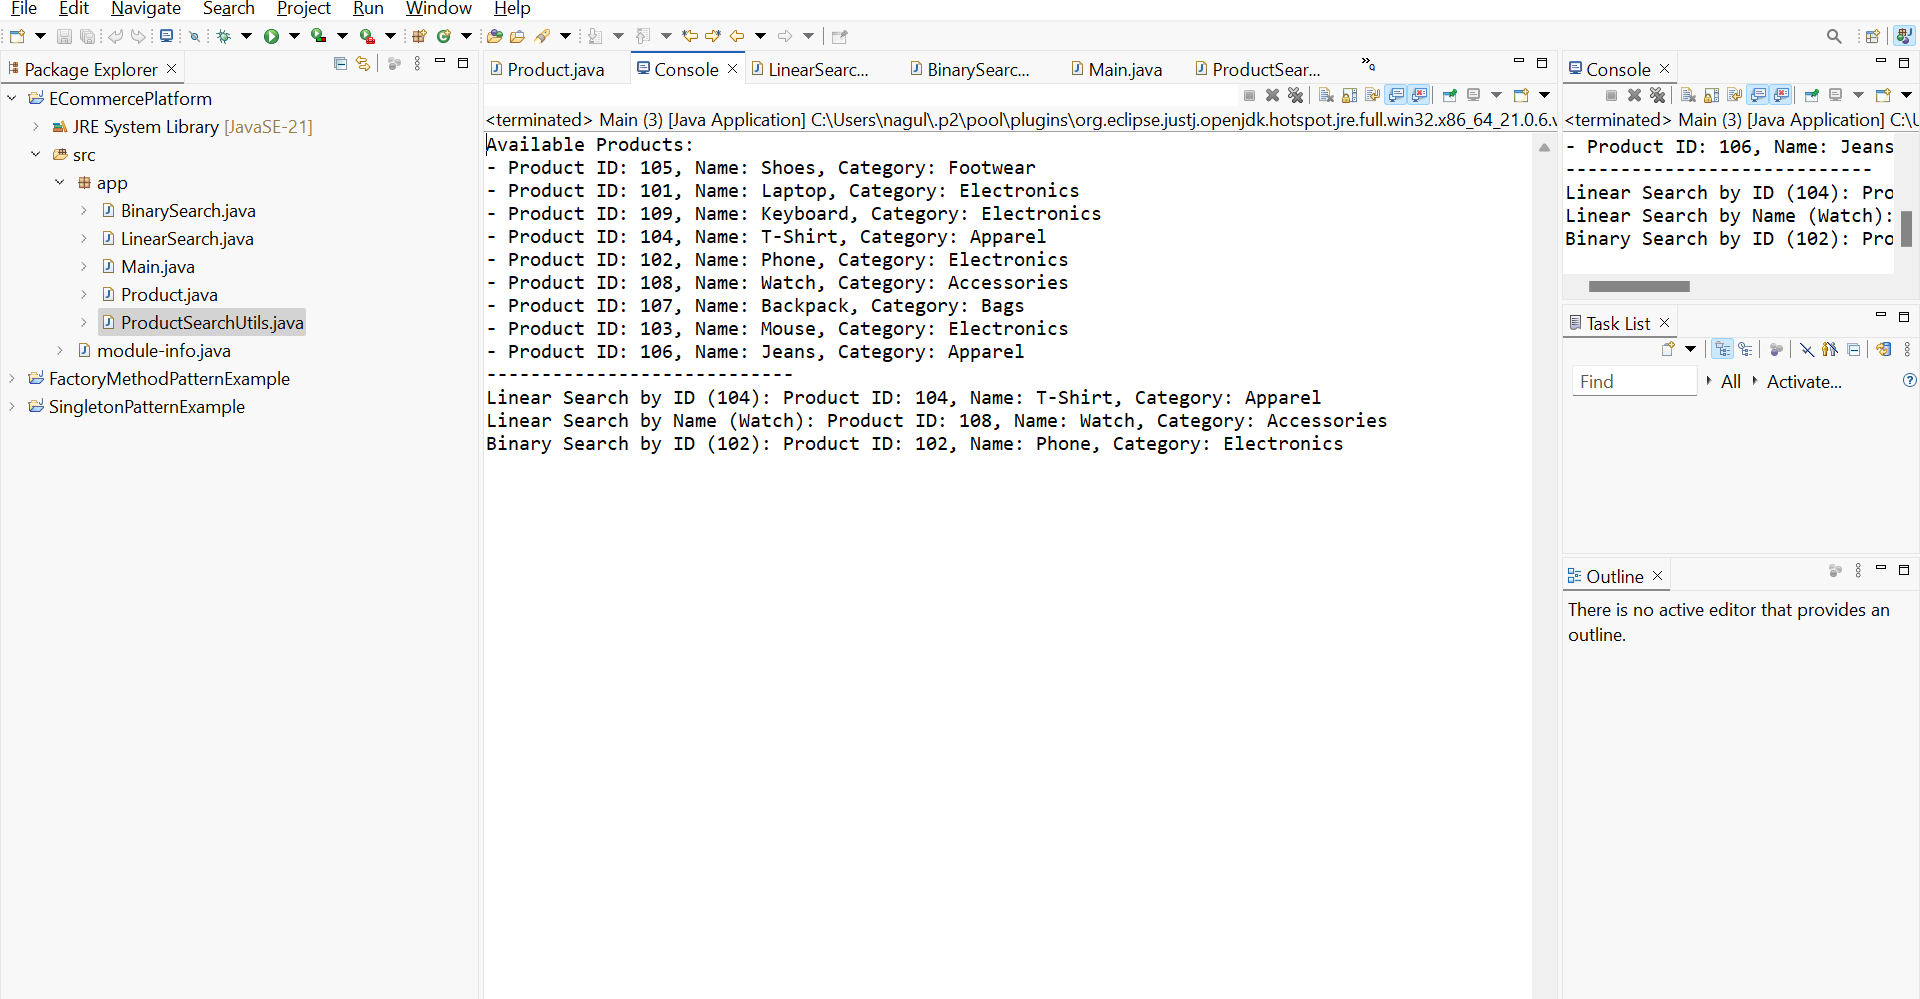 File Edit Navigate Search Project Run Window Help
Package Explorer
ECommercePlatform
JRE System Library [JavaSE-21]
src
app
BinarySearch.java
LinearSearch.java
Main.java
Product.java
ProductSearchUtils.java
module-info.java
FactoryMethodPatternExample
SingletonPatternExample
Product.java Console LinearSearc... BinarySearc... Main.java ProductSear...
<terminated> Main (3) [Java Application] C:\Users\nagul\.p2\pool\plugins\org.eclipse.justj.openjdk.hotspot.jre.full.win32.x86_64_21.0.6.v
Available Products:
- Product ID: 105, Name: Shoes, Category: Footwear
- Product ID: 101, Name: Laptop, Category: Electronics
- Product ID: 109, Name: Keyboard, Category: Electronics
- Product ID: 104, Name: T-Shirt, Category: Apparel
- Product ID: 102, Name: Phone, Category: Electronics
- Product ID: 108, Name: Watch, Category: Accessories
- Product ID: 107, Name: Backpack, Category: Bags
- Product ID: 103, Name: Mouse, Category: Electronics
- Product ID: 106, Name: Jeans, Category: Apparel
----------------------------
Linear Search by ID (104): Product ID: 104, Name: T-Shirt, Category: Apparel
Linear Search by Name (Watch): Product ID: 108, Name: Watch, Category: Accessories
Binary Search by ID (102): Product ID: 102, Name: Phone, Category: Electronics
Console
<terminated> Main (3) [Java Application] C:\U
- Product ID: 106, Name: Jeans
----------------------------
Linear Search by ID (104): Pro
Linear Search by Name (Watch):
Binary Search by ID (102): Pro
Task List
Find All Activate...
Outline
There is no active editor that provides an
outline.